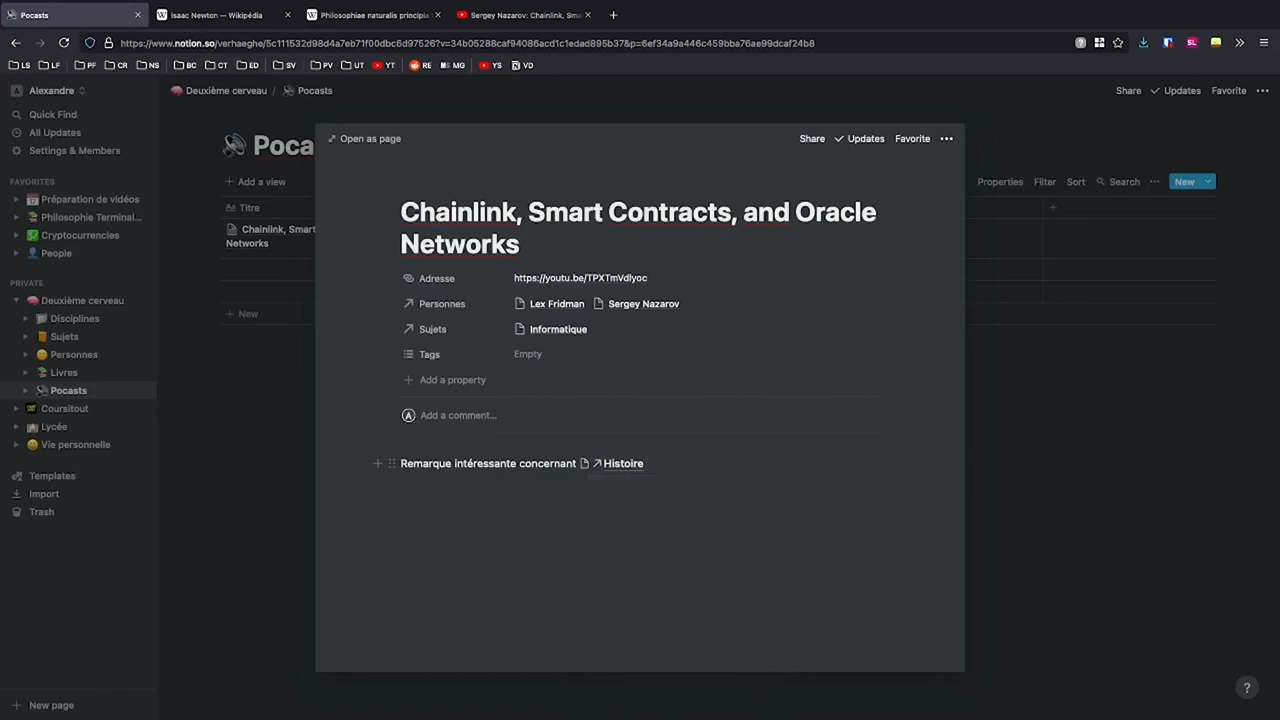 Pocasts
Isaac Newton — Wikipédia
Philosophiae naturalis principia
Sergey Nazarov: Chainlink, Sma
https://www.notion.so/verhaeghe/5c111532d98d4a7eb71f00dbc6d97526?v=34b05288caf94086acd1c1edad895b37&p=6ef34a9a446c459bba76ae99dcaf24b8
LS LF PF CR NS BC CT ED SV PV UT YT RE MG YS VD
A Alexandre
Deuxième cerveau / Pocasts
Share Updates Favorite
Quick Find
All Updates
Settings & Members
FAVORITES
Préparation de vidéos
Philosophie Terminal...
Cryptocurrencies
People
PRIVATE
Deuxième cerveau
Disciplines
Sujets
Personnes
Livres
Pocasts
Coursitout
Lycée
Vie personnelle
Templates
Import
Trash
New page
Poca
Add a view
Properties Filter Sort Search New
Titre
Chainlink, Smart
Networks
New
Open as page
Share Updates Favorite
Chainlink, Smart Contracts, and Oracle
Networks
Adresse https://youtu.be/TPXTmVdlyoc
Personnes Lex Fridman Sergey Nazarov
Sujets Informatique
Tags Empty
Add a property
A Add a comment...
Remarque intéressante concernant Histoire
?